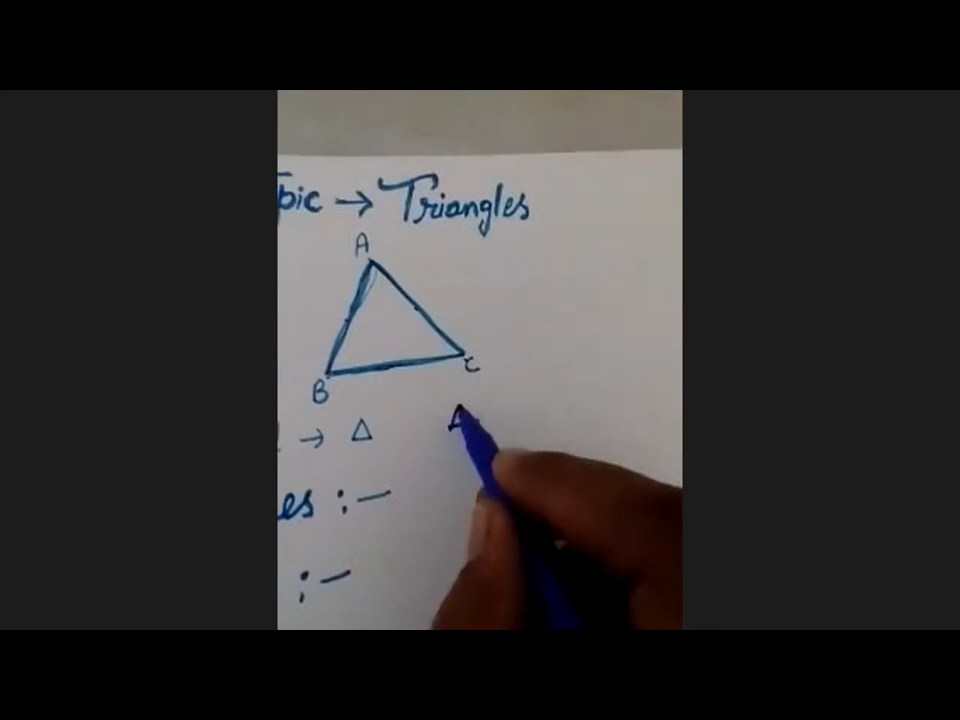 pic → Triangles
A
B
C
→ Δ
es :-
:-